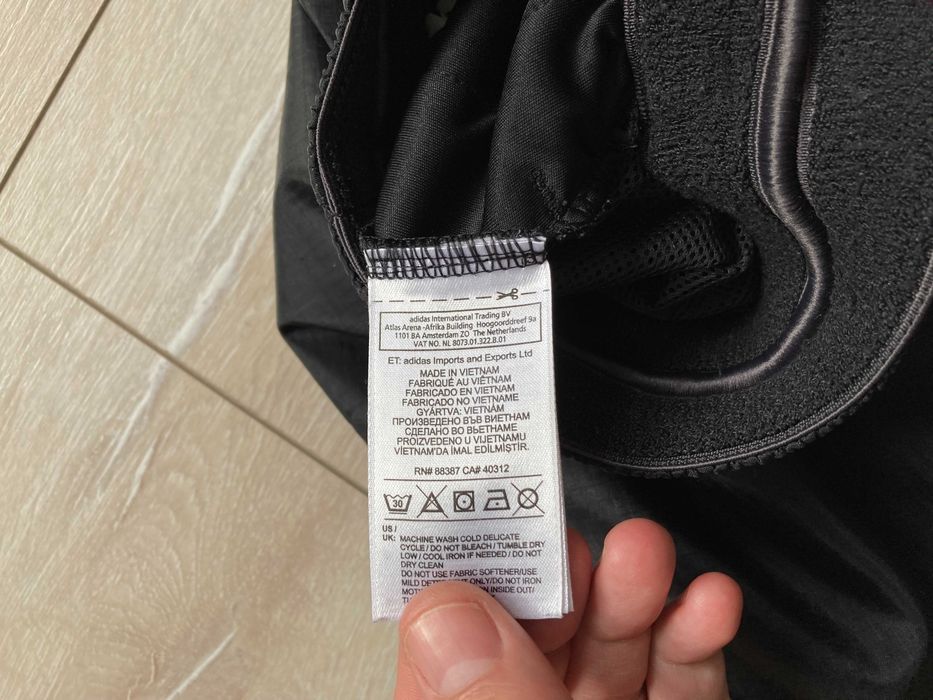 adidas International Trading BV
Atlas Arena -Afrika Building Hoogoorddreef 9a
1101 BA Amsterdam ZO The Netherlands
VAT NO. NL 8073.01.322.B.01
ET: adidas Imports and Exports Ltd
MADE IN VIETNAM
FABRIQUÉ AU VIÊTNAM
FABRICADO EN VIETNAM
FABRICADO NO VIETNAME
GYÁRTVA: VIETNÁM
ПРОИЗВЕДЕНО ВЪВ ВИЕТНАМ
СДЕЛАНО ВО ВЬЕТНАМЕ
PROIZVEDENO U VIJETNAMU
VİETNAM'DA İMAL EDİLMİŞTİR.
RN# 88387 CA# 40312
30
US /
UK: MACHINE WASH COLD DELICATE
CYCLE / DO NOT BLEACH / TUMBLE DRY
LOW / COOL IRON IF NEEDED / DO NOT
DRY CLEAN
DO NOT USE FABRIC SOFTENER/USE
MILD ONLY/DO NOT IRON
INSIDE OUT/